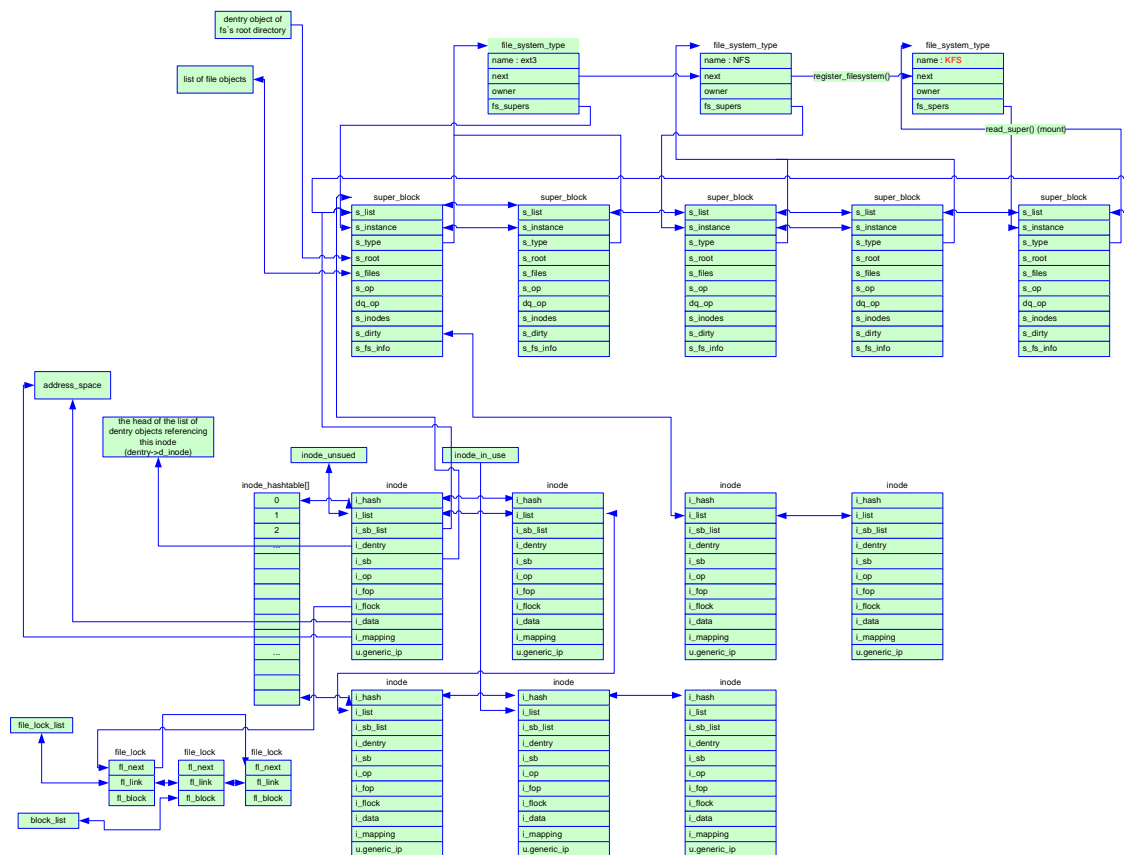 dentry object of
fs's root directory
list of file objects
file_system_type
name : ext3
next
owner
fs_supers
file_system_type
name : NFS
next
owner
fs_supers
register_filesystem()
file_system_type
name : KFS
next
owner
fs_spers
read_super() (mount)
super_block
s_list
s_instance
s_type
s_root
s_files
s_op
dq_op
s_inodes
s_dirty
s_fs_info
super_block
s_list
s_instance
s_type
s_root
s_files
s_op
dq_op
s_inodes
s_dirty
s_fs_info
super_block
s_list
s_instance
s_type
s_root
s_files
s_op
dq_op
s_inodes
s_dirty
s_fs_info
super_block
s_list
s_instance
s_type
s_root
s_files
s_op
dq_op
s_inodes
s_dirty
s_fs_info
super_block
s_list
s_instance
s_type
s_root
s_files
s_op
dq_op
s_inodes
s_dirty
s_fs_info
address_space
the head of the list of
dentry objects referencing
this inode
(dentry->d_inode)
inode_unsued
inode_in_use
inode_hashtable[]
0
1
2
...
...
inode
i_hash
i_list
i_sb_list
i_dentry
i_sb
i_op
i_fop
i_flock
i_data
i_mapping
u.generic_ip
inode
i_hash
i_list
i_sb_list
i_dentry
i_sb
i_op
i_fop
i_flock
i_data
i_mapping
u.generic_ip
inode
i_hash
i_list
i_sb_list
i_dentry
i_sb
i_op
i_fop
i_flock
i_data
i_mapping
u.generic_ip
inode
i_hash
i_list
i_sb_list
i_dentry
i_sb
i_op
i_fop
i_flock
i_data
i_mapping
u.generic_ip
inode
i_hash
i_list
i_sb_list
i_dentry
i_sb
i_op
i_fop
i_flock
i_data
i_mapping
u.generic_ip
inode
i_hash
i_list
i_sb_list
i_dentry
i_sb
i_op
i_fop
i_flock
i_data
i_mapping
u.generic_ip
inode
i_hash
i_list
i_sb_list
i_dentry
i_sb
i_op
i_fop
i_flock
i_data
i_mapping
u.generic_ip
file_lock_list
file_lock
fl_next
fl_link
fl_block
file_lock
fl_next
fl_link
fl_block
file_lock
fl_next
fl_link
fl_block
block_list